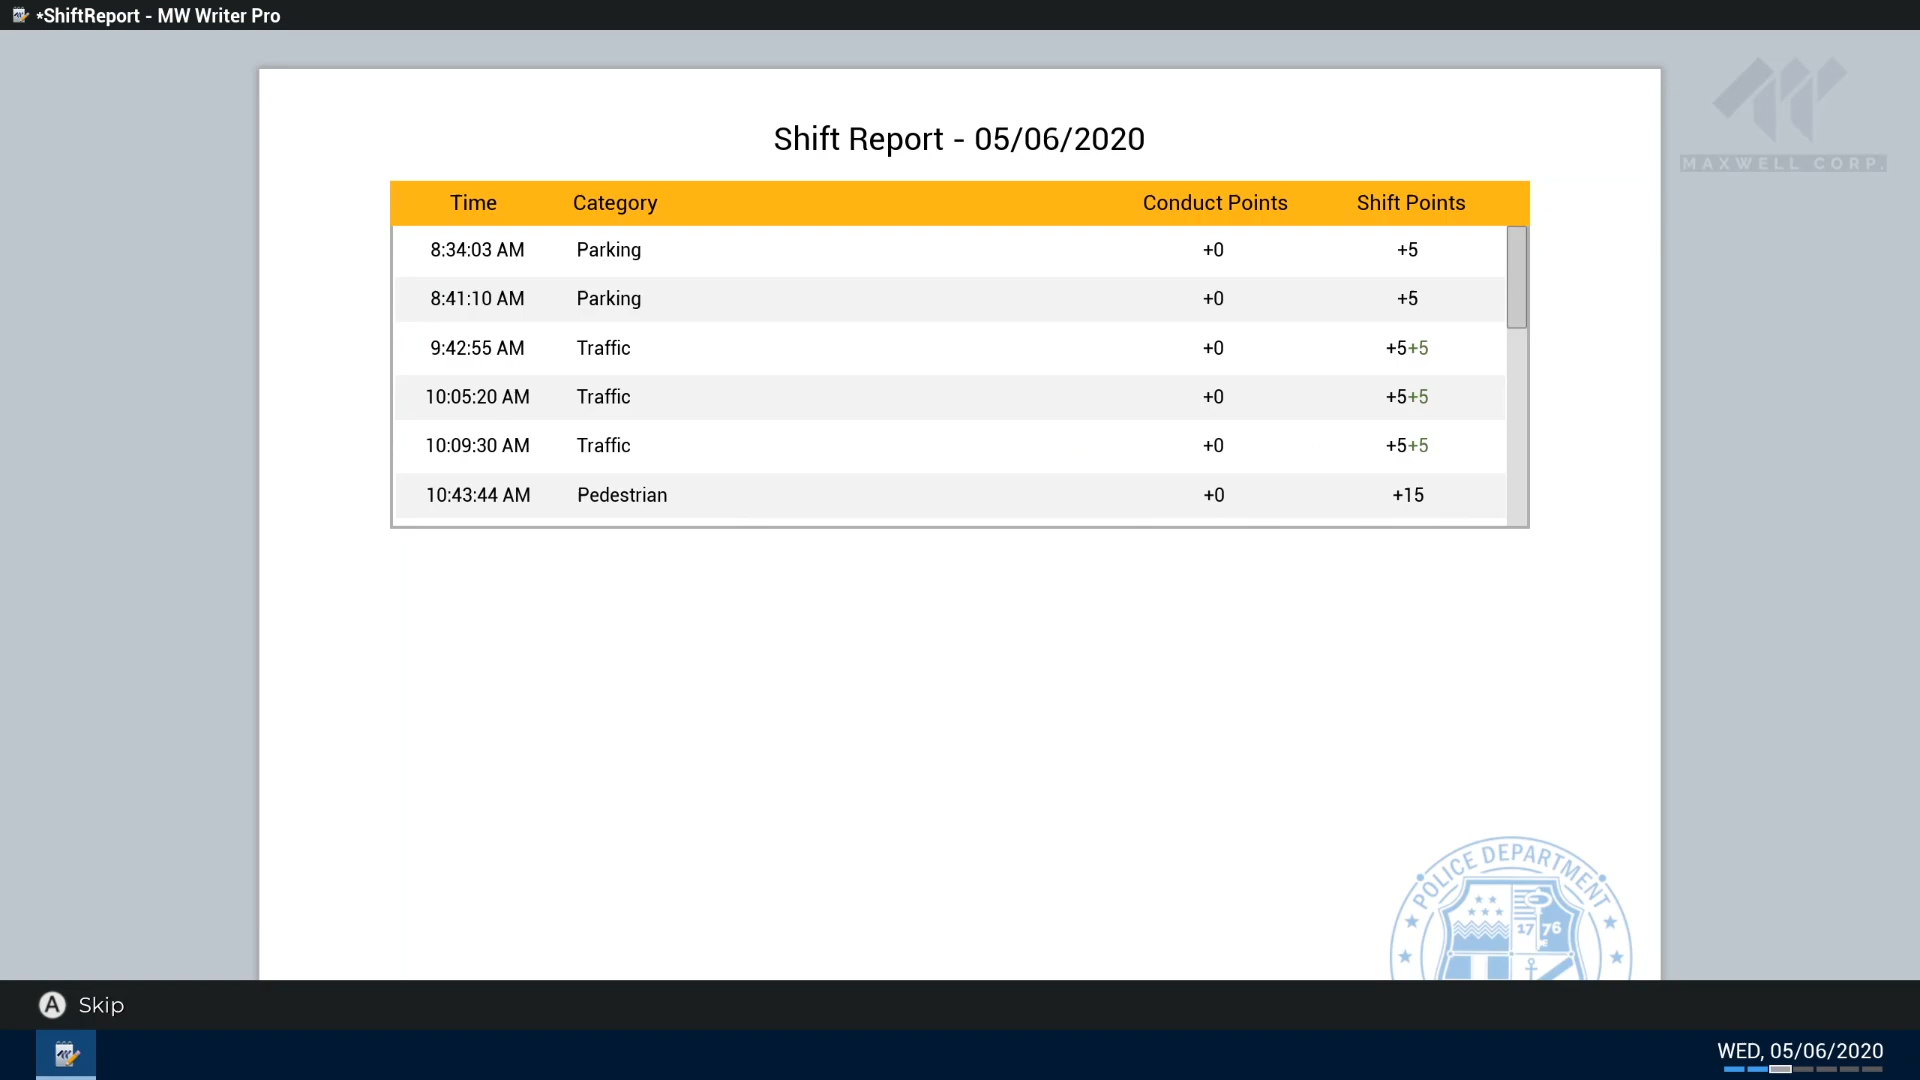 *ShiftReport - MW Writer Pro
MAXWELL CORP.
Shift Report - 05/06/2020
Time Category Conduct Points Shift Points
8:34:03 AM Parking +0 +5
8:41:10 AM Parking +0 +5
9:42:55 AM Traffic +0 +5+5
10:05:20 AM Traffic +0 +5+5
10:09:30 AM Traffic +0 +5+5
10:43:44 AM Pedestrian +0 +15
POLICE DEPARTMENT
1776
A Skip
WED, 05/06/2020